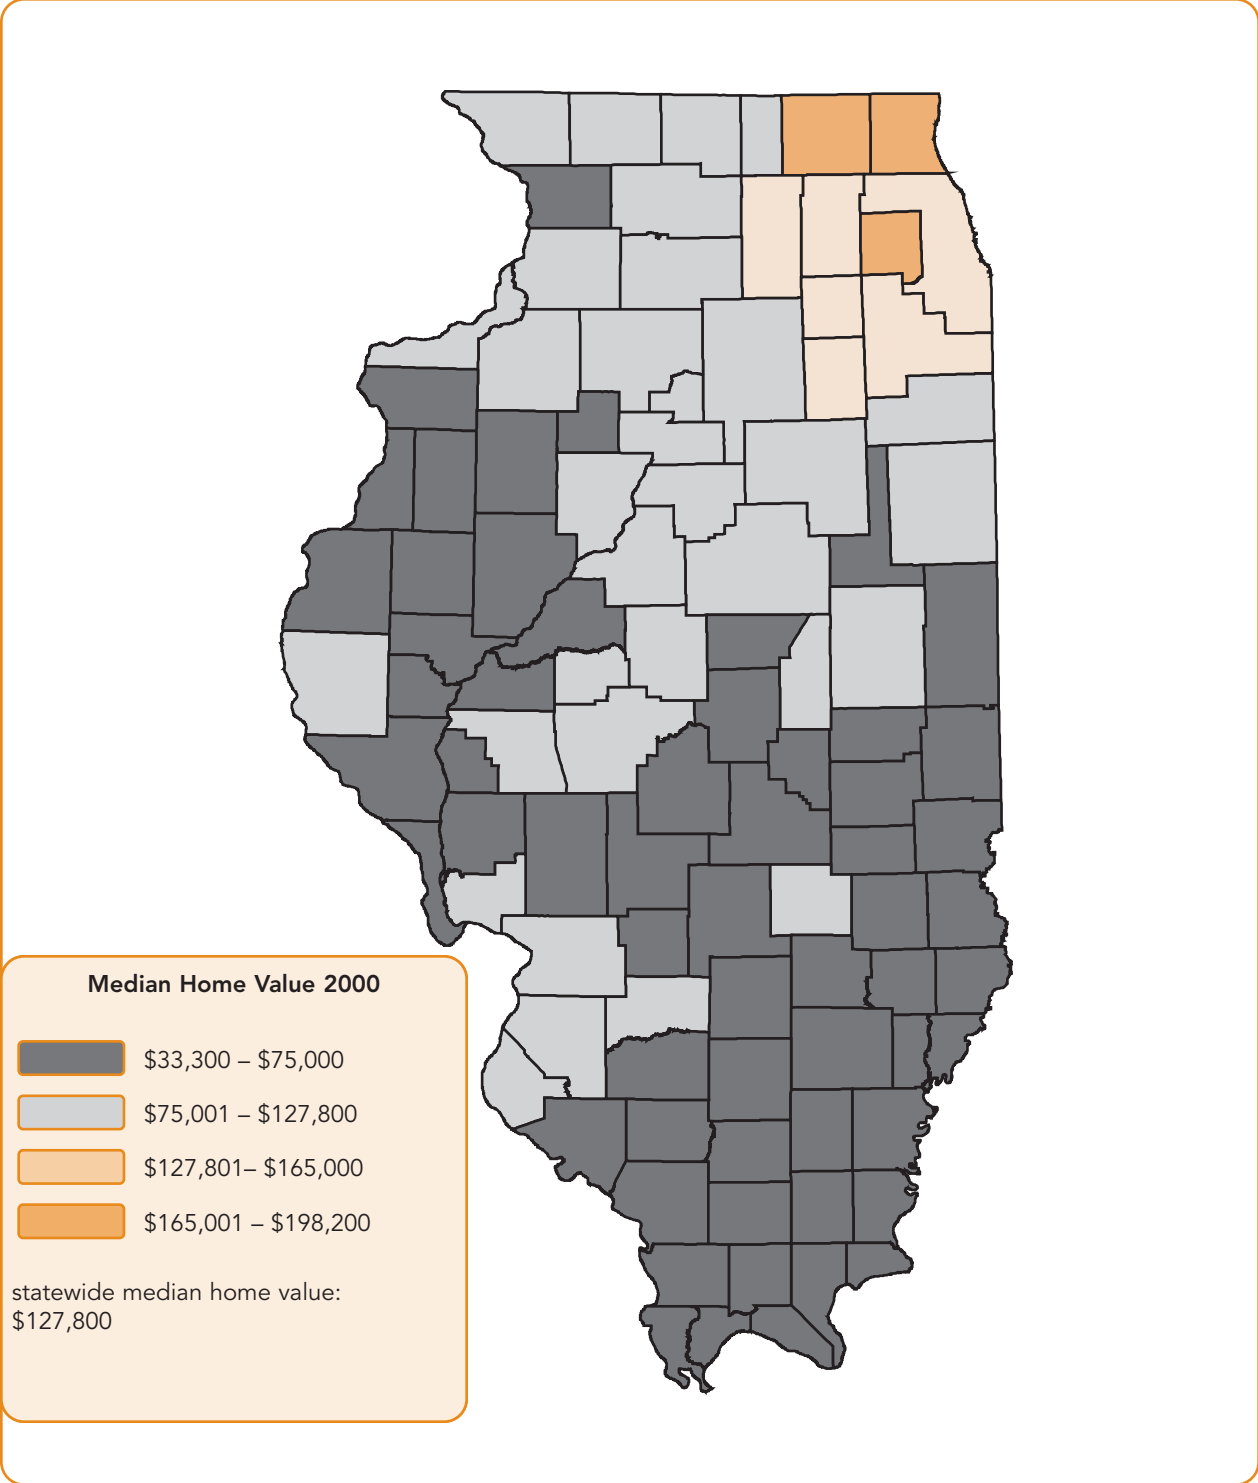 Median Home Value 2000
$33,300 – $75,000
$75,001 – $127,800
$127,801– $165,000
$165,001 – $198,200
statewide median home value:
$127,800